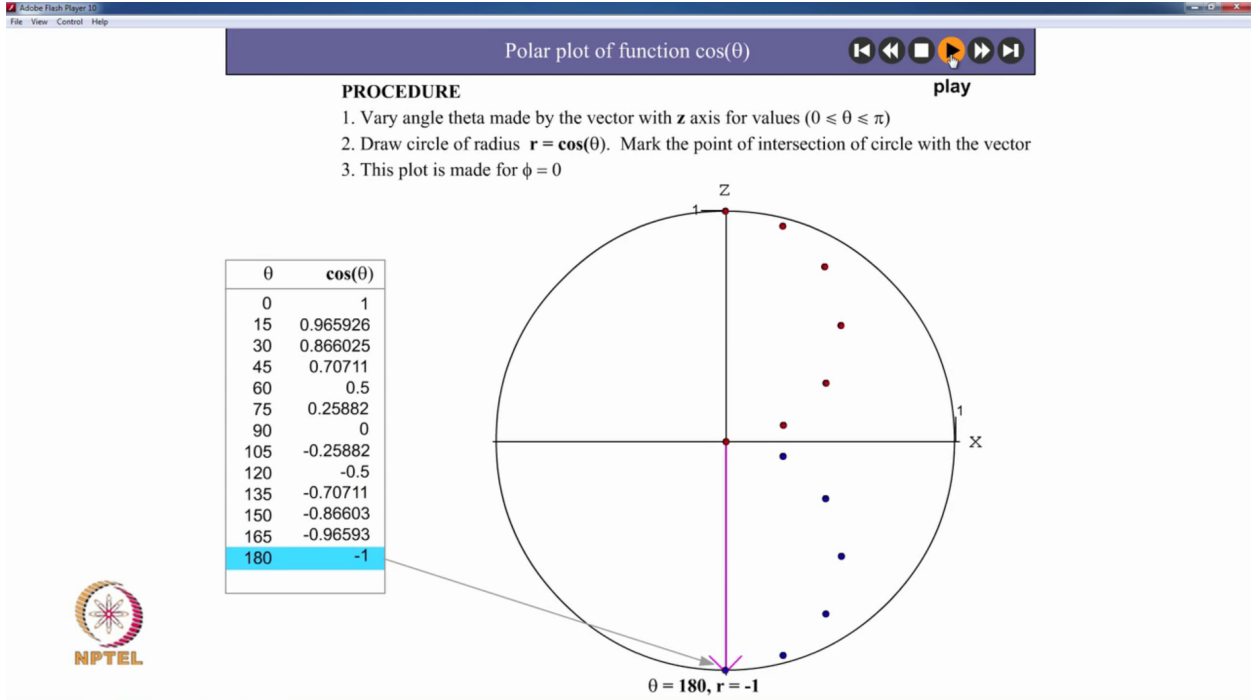 Adobe Flash Player 10
File View Control Help
Polar plot of function cos(θ)
play
PROCEDURE
1. Vary angle theta made by the vector with z axis for values (0 ⩽ θ ⩽ π)
2. Draw circle of radius r = cos(θ). Mark the point of intersection of circle with the vector
3. This plot is made for ϕ = 0
Z
1
1
X
θ cos(θ)
0 1
15 0.965926
30 0.866025
45 0.70711
60 0.5
75 0.25882
90 0
105 -0.25882
120 -0.5
135 -0.70711
150 -0.86603
165 -0.96593
180 -1
NPTEL
θ = 180, r = -1